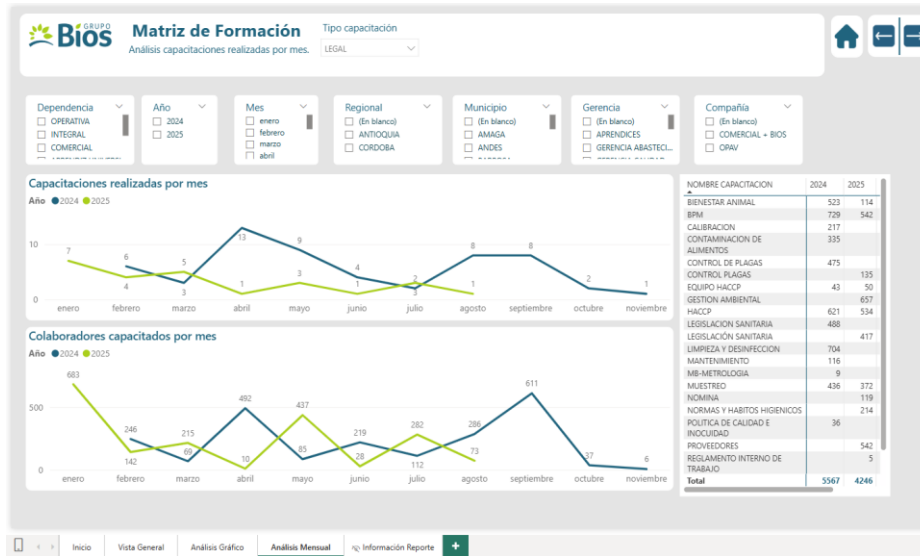 GRUPO
Bios
Matriz de Formación
Análisis capacitaciones realizadas por mes.
Tipo capacitación
LEGAL
Dependencia
OPERATIVA
INTEGRAL
COMERCIAL
Año
2024
2025
Mes
enero
febrero
marzo
abril
Regional
(En blanco)
ANTIOQUIA
CORDOBA
Municipio
(En blanco)
AMAGA
ANDES
Gerencia
(En blanco)
APRENDICES
GERENCIA ABASTECI...
Compañía
(En blanco)
COMERCIAL + BIOS
OPAV
Capacitaciones realizadas por mes
Año 2024 2025
10
0
7
6
4
5
3
13
1
9
3
4
1
2
3
8
1
8
2
1
enero febrero marzo abril mayo junio julio agosto septiembre octubre noviembre
Colaboradores capacitados por mes
Año 2024 2025
500
0
683
246
142
215
69
492
10
437
85
219
28
282
112
286
73
611
37
6
enero febrero marzo abril mayo junio julio agosto septiembre octubre noviembre
NOMBRE CAPACITACION 2024 2025
BIENESTAR ANIMAL 523 114
BPM 729 542
CALIBRACION 217
CONTAMINACION DE
ALIMENTOS 335
CONTROL DE PLAGAS 475
CONTROL PLAGAS 135
EQUIPO HACCP 43 50
GESTION AMBIENTAL 657
HACCP 621 534
LEGISLACION SANITARIA 488
LEGISLACIÓN SANITARIA 417
LIMPIEZA Y DESINFECCION 704
MANTENIMIENTO 116
MB-METROLOGIA 9
MUESTREO 436 372
NOMINA 119
NORMAS Y HABITOS HIGIENICOS 214
POLITICA DE CALIDAD E
INOCUIDAD 36
PROVEEDORES 542
REGLAMENTO INTERNO DE
TRABAJO 5
Total 5567 4246
Inicio Vista General Análisis Gráfico Análisis Mensual Información Reporte